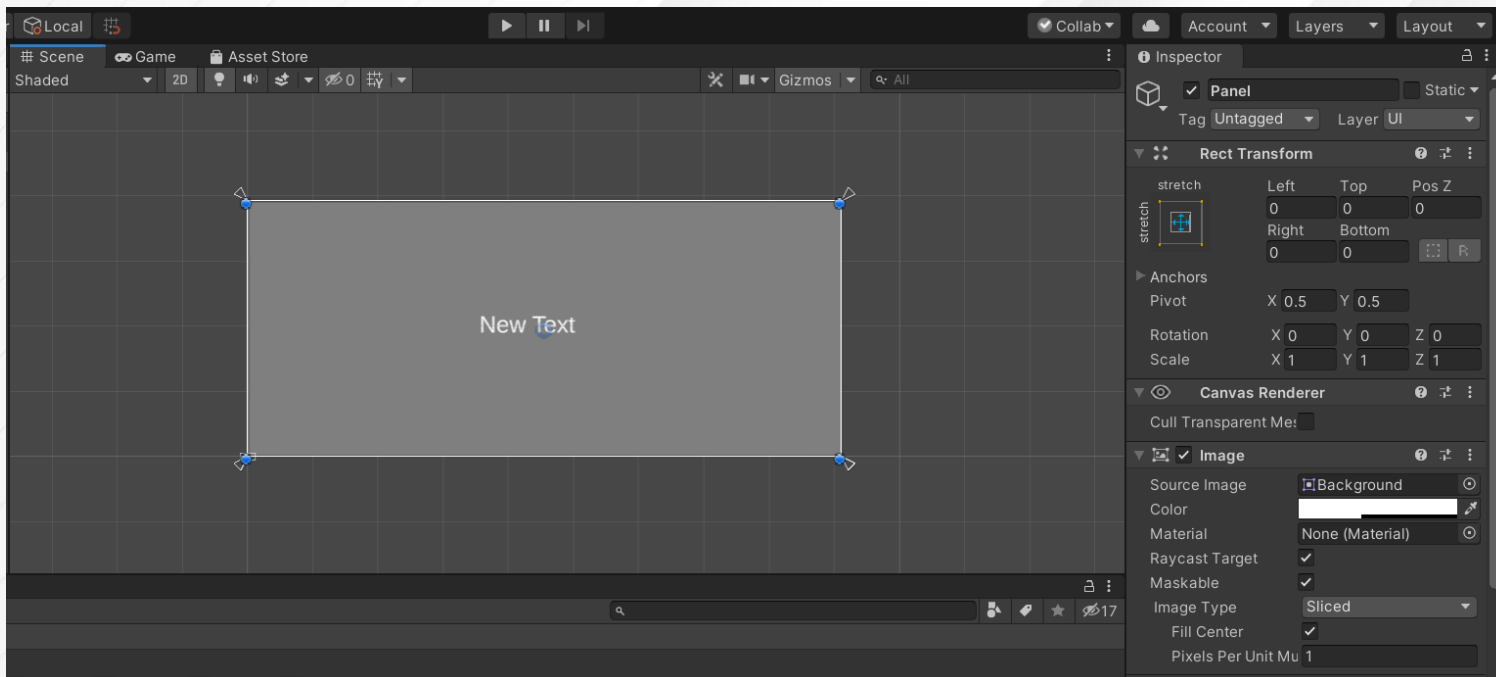 Local Collab Account Layers Layout
Scene Game Asset Store Inspector
Shaded 2D 0 Gizmos All
Panel Static
Tag Untagged Layer UI
Rect Transform
stretch Left Top Pos Z
stretch 0 0 0
Right Bottom
0 0 R
Anchors
Pivot X 0.5 Y 0.5
New Text
Rotation X 0 Y 0 Z 0
Scale X 1 Y 1 Z 1
Canvas Renderer
Cull Transparent Mes
Image
Source Image Background
Color
Material None (Material)
Raycast Target
Maskable
17
Image Type Sliced
Fill Center
Pixels Per Unit Mu 1